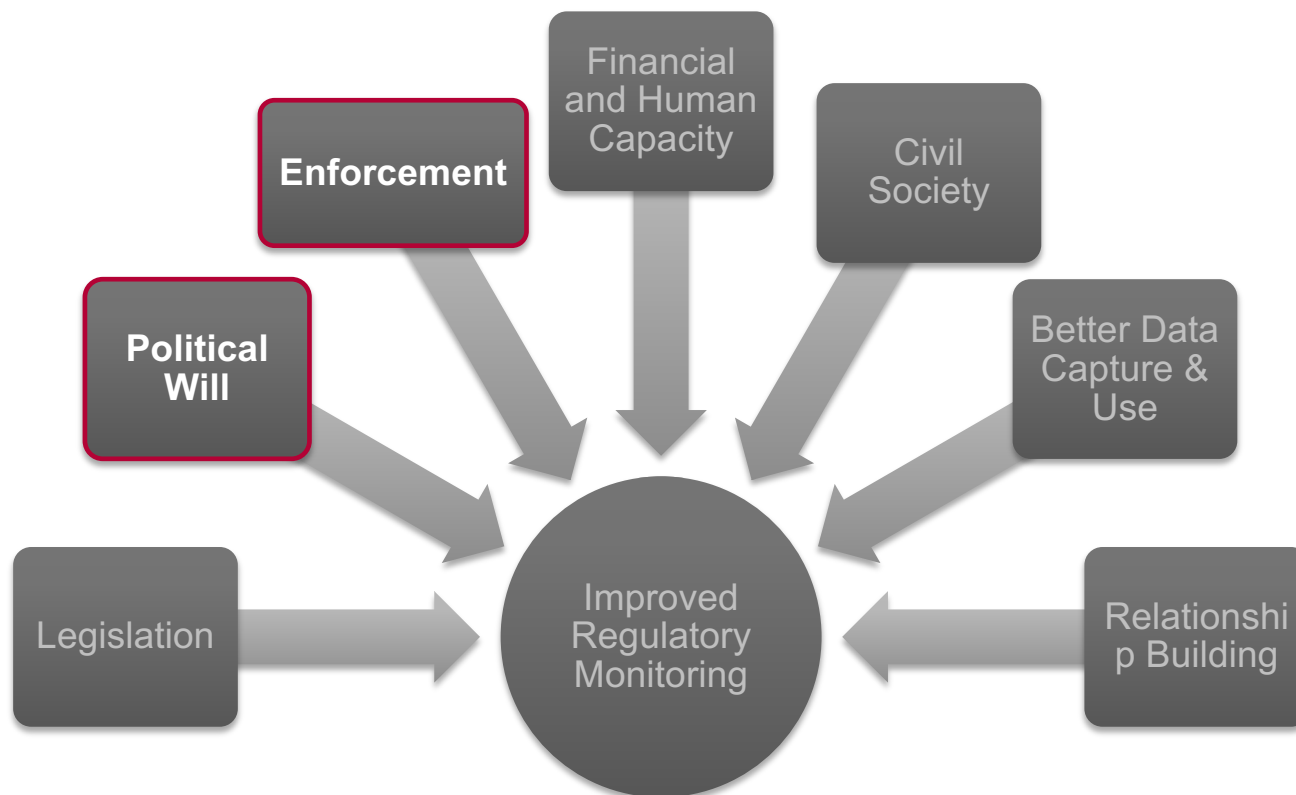 Financial
and Human
Capacity
Enforcement
Civil
Society
Political
Will
Better Data
Capture &
Use
Legislation
Improved
Regulatory
Monitoring
Relationshi
p Building